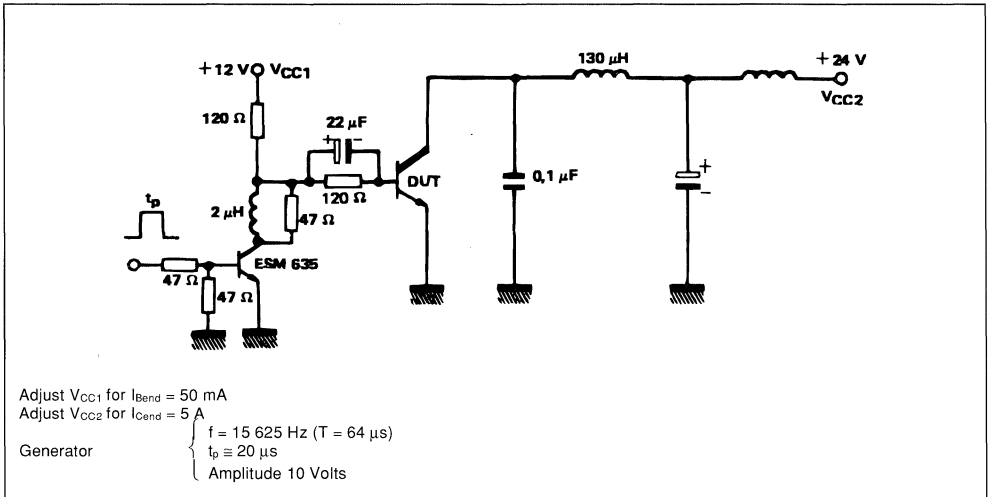 + 12 V VCC1
120 Ω
22 µF
+ −
130 µH
+ 24 V
VCC2
DUT
120 Ω
0,1 µF
+
−
tp
2 µH
47 Ω
ESM 635
47 Ω
47 Ω
Adjust VCC1 for IBend = 50 mA
Adjust VCC2 for ICend = 5 A
f = 15 625 Hz (T = 64 µs)
Generator
tp ≅ 20 µs
Amplitude 10 Volts